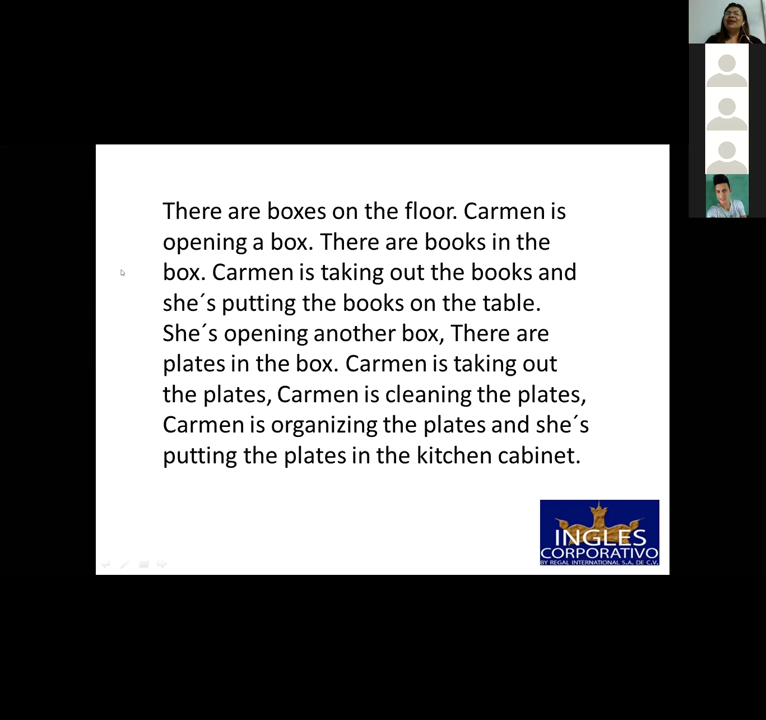 There are boxes on the floor. Carmen is
opening a box. There are books in the
box. Carmen is taking out the books and
she´s putting the books on the table.
She´s opening another box, There are
plates in the box. Carmen is taking out
the plates, Carmen is cleaning the plates,
Carmen is organizing the plates and she´s
putting the plates in the kitchen cabinet.
INGLES
CORPORATIVO
BY REGAL INTERNATIONAL S.A. DE C.V.